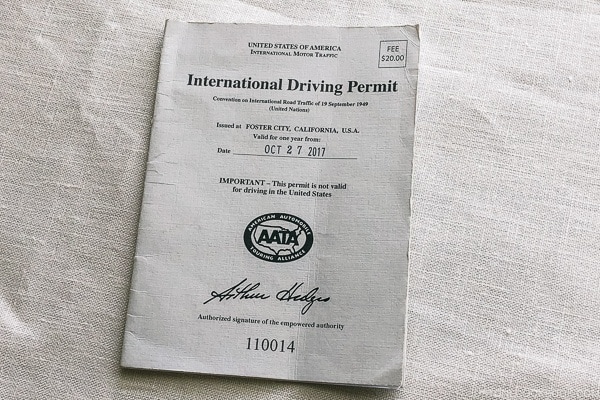 UNITED STATES OF AMERICA
INTERNATIONAL MOTOR TRAFFIC
FEE
$20.00
International Driving Permit
Convention on International Road Traffic of 19 September 1949
(United Nations)
Issued at FOSTER CITY, CALIFORNIA, U.S.A.
Valid for one year from:
Date OCT 27 2017
IMPORTANT – This permit is not valid
for driving in the United States
AMERICAN AUTOMOBILE
AATA
TOURING ALLIANCE
Arthur Hedges
Authorized signature of the empowered authority
110014